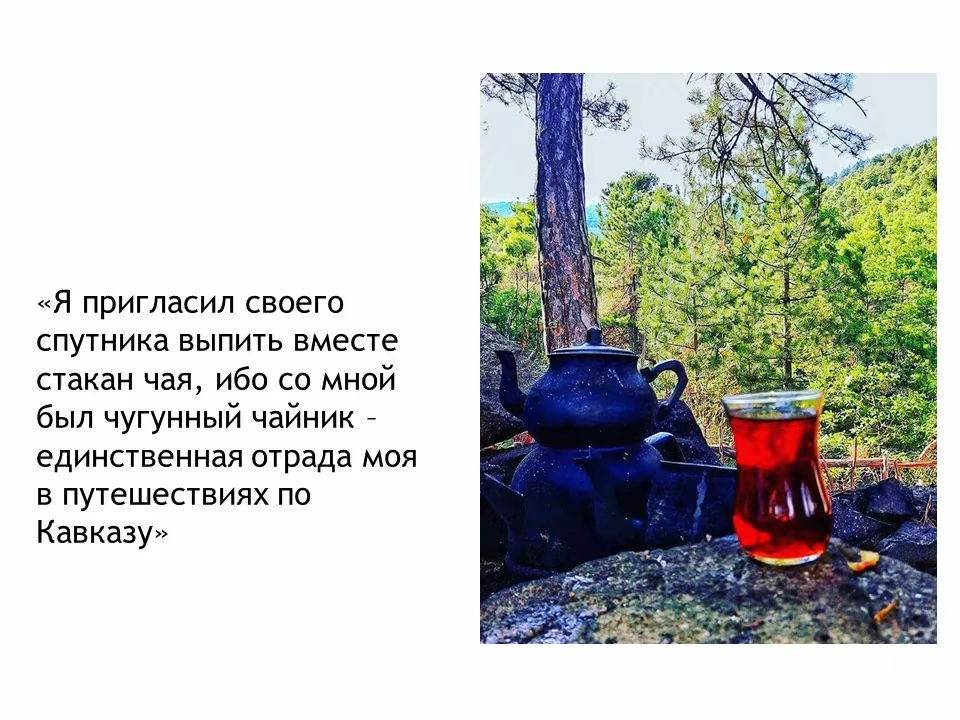 «Я пригласил своего
спутника выпить вместе
стакан чая, ибо со мной
был чугунный чайник –
единственная отрада моя
в путешествиях по
Кавказу»